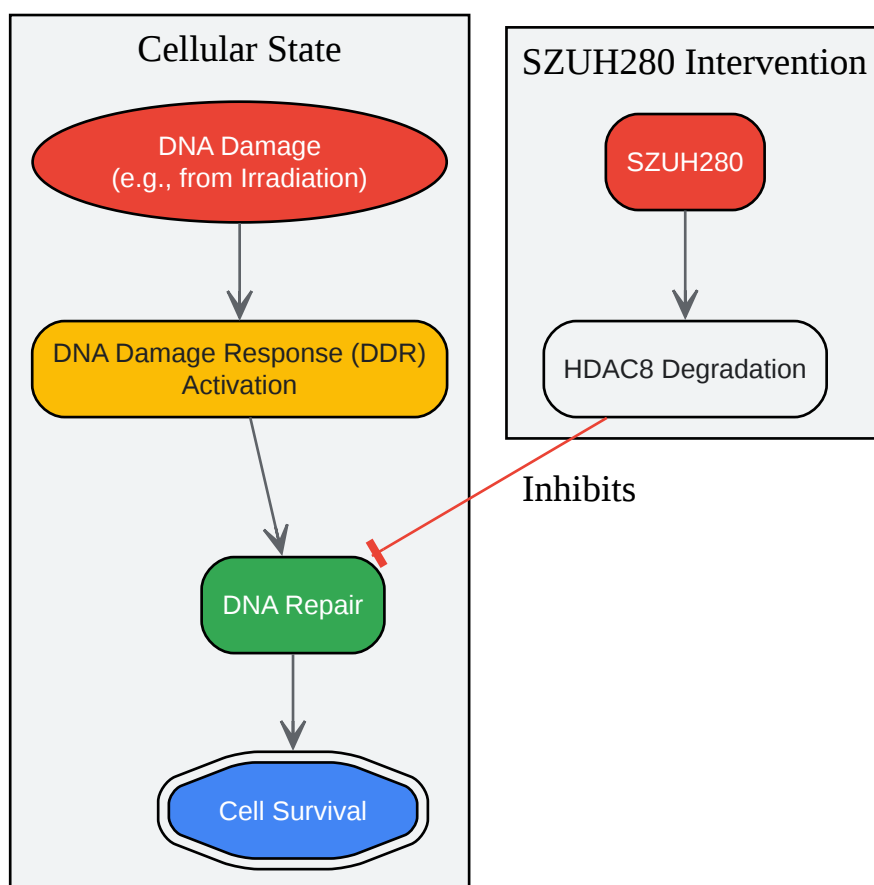 Cellular State
DNA Damage
(e.g., from Irradiation)
DNA Damage Response (DDR)
Activation
DNA Repair
Cell Survival
SZUH280 Intervention
SZUH280
HDAC8 Degradation
Inhibits